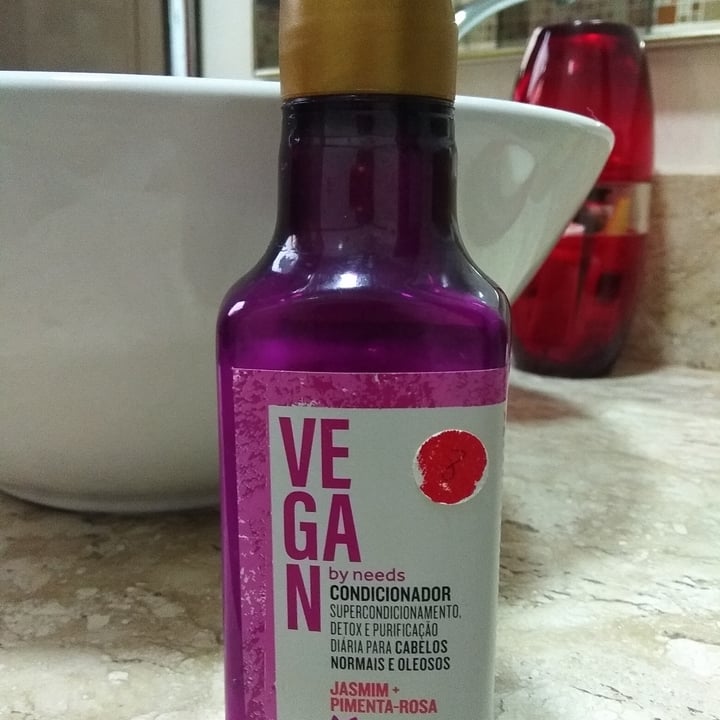 VE
GA
N
by needs
CONDICIONADOR
SUPERCONDICIONAMENTO,
DETOX E PURIFICAÇÃO
DIÁRIA PARA CABELOS
NORMAIS E OLEOSOS
JASMIM +
PIMENTA-ROSA